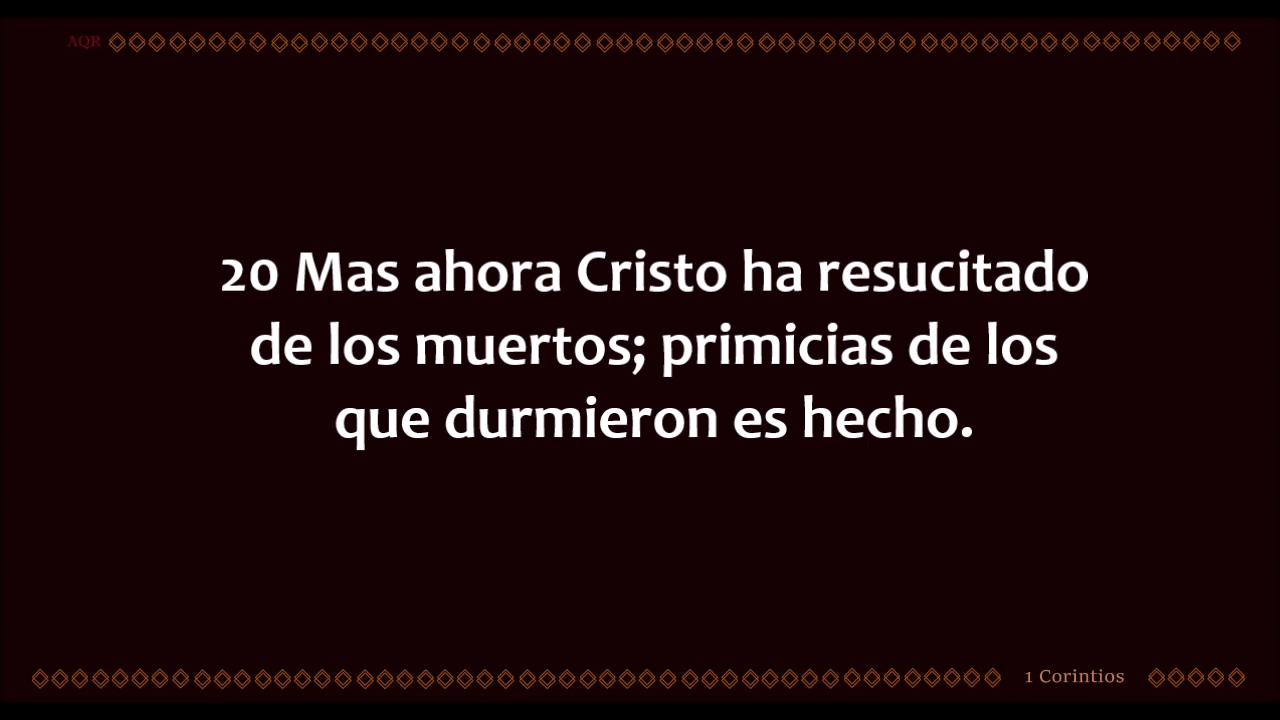 AQR
20 Mas ahora Cristo ha resucitado
de los muertos; primicias de los
que durmieron es hecho.
1 Corintios